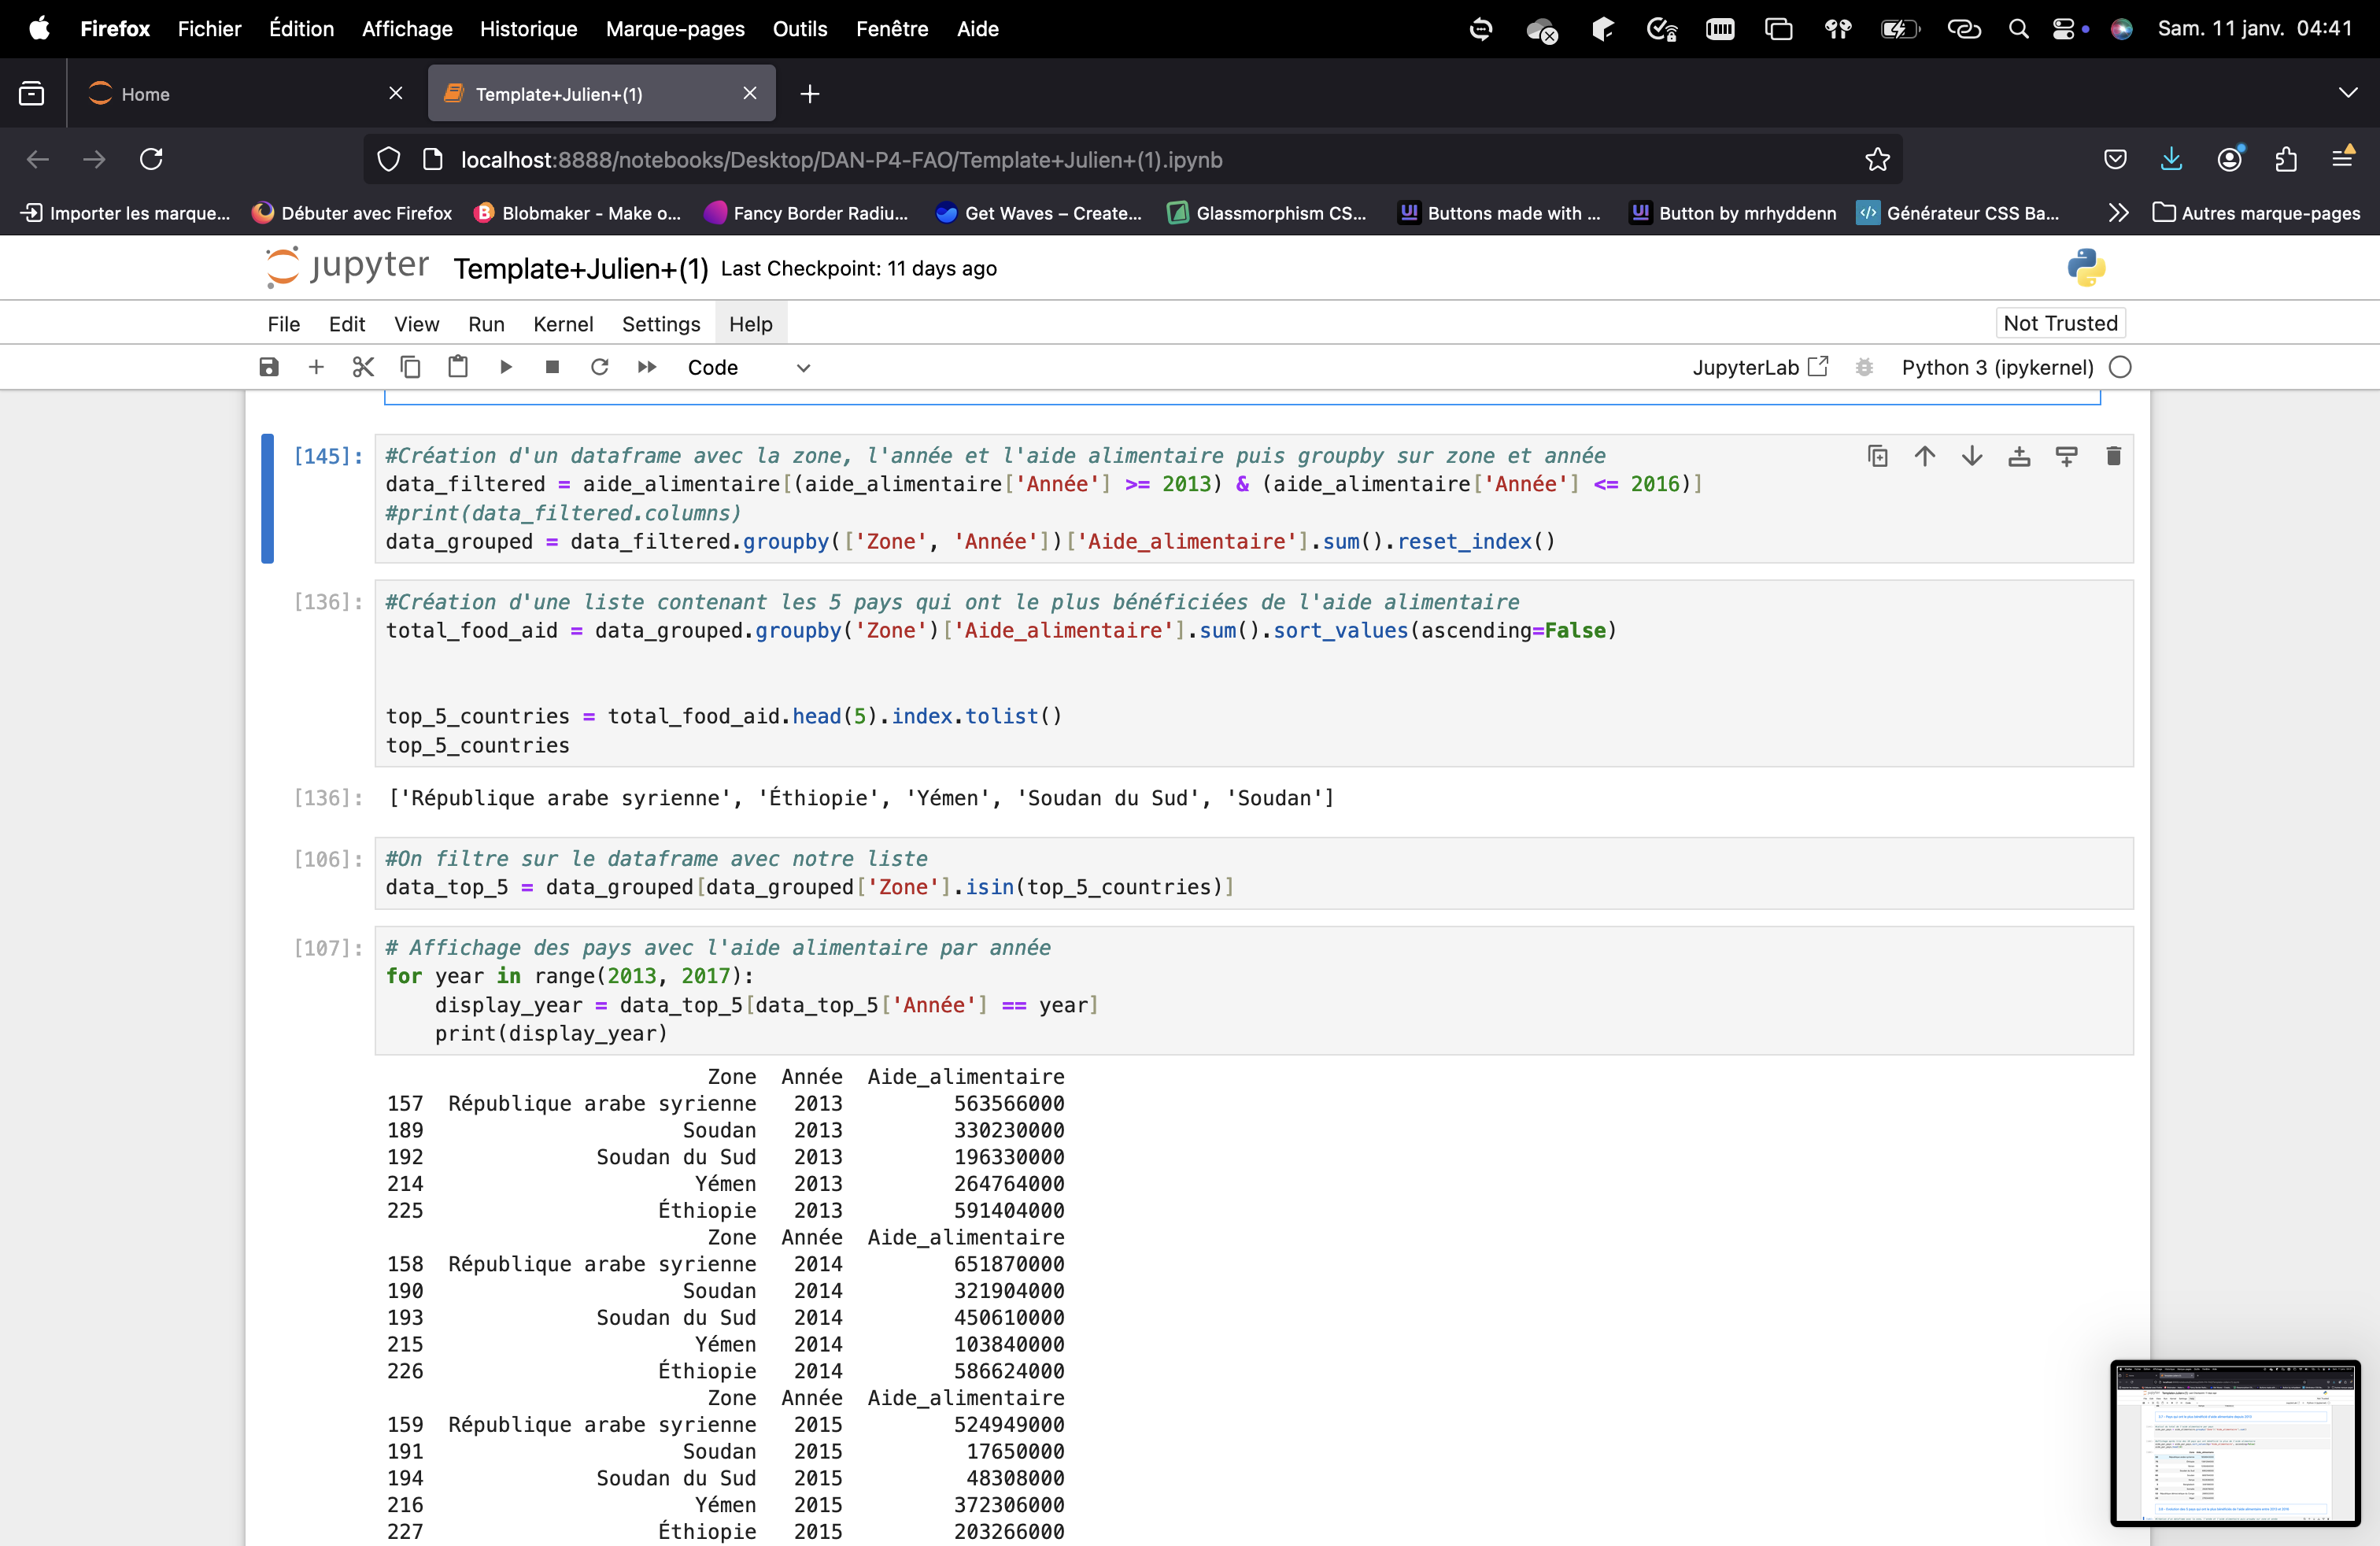 Firefox Fichier Édition Affichage Historique Marque-pages Outils Fenêtre Aide Sam. 11 janv. 04:41
Home Template+Julien+(1)
localhost:8888/notebooks/Desktop/DAN-P4-FAO/Template+Julien+(1).ipynb
Importer les marque... Débuter avec Firefox Blobmaker - Make o... Fancy Border Radiu... Get Waves – Create... Glassmorphism CS... UI Buttons made with ... UI Button by mrhyddenn </> Générateur CSS Ba... Autres marque-pages
jupyter Template+Julien+(1) Last Checkpoint: 11 days ago
File Edit View Run Kernel Settings Help Not Trusted
Code JupyterLab Python 3 (ipykernel)
[145]: #Création d'un dataframe avec la zone, l'année et l'aide alimentaire puis groupby sur zone et année
data_filtered = aide_alimentaire[(aide_alimentaire['Année'] >= 2013) & (aide_alimentaire['Année'] <= 2016)]
#print(data_filtered.columns)
data_grouped = data_filtered.groupby(['Zone', 'Année'])['Aide_alimentaire'].sum().reset_index()
[136]: #Création d'une liste contenant les 5 pays qui ont le plus bénéficiées de l'aide alimentaire
total_food_aid = data_grouped.groupby('Zone')['Aide_alimentaire'].sum().sort_values(ascending=False)
top_5_countries = total_food_aid.head(5).index.tolist()
top_5_countries
[136]: ['République arabe syrienne', 'Éthiopie', 'Yémen', 'Soudan du Sud', 'Soudan']
[106]: #On filtre sur le dataframe avec notre liste
data_top_5 = data_grouped[data_grouped['Zone'].isin(top_5_countries)]
[107]: # Affichage des pays avec l'aide alimentaire par année
for year in range(2013, 2017):
    display_year = data_top_5[data_top_5['Année'] == year]
    print(display_year)
Zone Année Aide_alimentaire
157 République arabe syrienne 2013 563566000
189 Soudan 2013 330230000
192 Soudan du Sud 2013 196330000
214 Yémen 2013 264764000
225 Éthiopie 2013 591404000
Zone Année Aide_alimentaire
158 République arabe syrienne 2014 651870000
190 Soudan 2014 321904000
193 Soudan du Sud 2014 450610000
215 Yémen 2014 103840000
226 Éthiopie 2014 586624000
Zone Année Aide_alimentaire
159 République arabe syrienne 2015 524949000
191 Soudan 2015 17650000
194 Soudan du Sud 2015 48308000
216 Yémen 2015 372306000
227 Éthiopie 2015 203266000